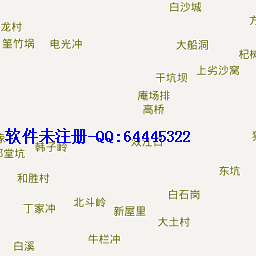 白沙城
龙村
董竹埚 电光冲
大船洞
上劣沙窝
干坑坝
庵场排
高桥
软件未注册-QQ:64445322
韩子岭
东坑
和胜村
白石岗
丁家冲
北斗岭
新屋里
大土村
牛栏冲
白溪